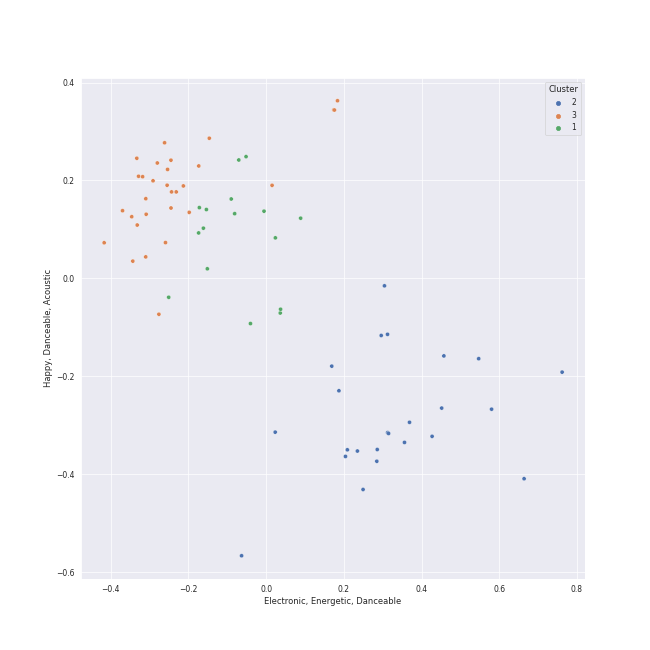 Cluster
2
3
1
0.4
0.2
0.0
−0.2
−0.4
−0.6
Happy, Danceable, Acoustic
−0.4 −0.2 0.0 0.2 0.4 0.6 0.8
Electronic, Energetic, Danceable